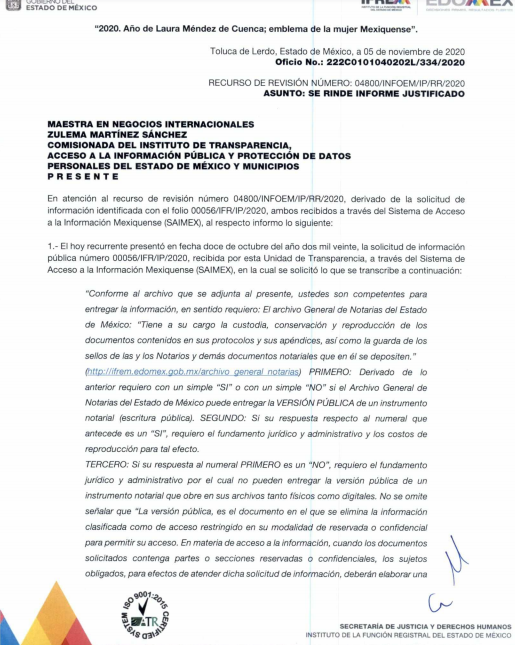 GOBIERNO DEL
ESTADO DE MÉXICO
IFREM
EDOMEX
"2020. Año de Laura Méndez de Cuenca; emblema de la mujer Mexiquense".
Toluca de Lerdo, Estado de México, a 05 de noviembre de 2020
Oficio No.: 222C0101040202L/334/2020
RECURSO DE REVISIÓN NÚMERO: 04800/INFOEM/IP/RR/2020
ASUNTO: SE RINDE INFORME JUSTIFICADO
MAESTRA EN NEGOCIOS INTERNACIONALES
ZULEMA MARTÍNEZ SÁNCHEZ
COMISIONADA DEL INSTITUTO DE TRANSPARENCIA,
ACCESO A LA INFORMACIÓN PÚBLICA Y PROTECCIÓN DE DATOS
PERSONALES DEL ESTADO DE MÉXICO Y MUNICIPIOS
P R E S E N T E
En atención al recurso de revisión número 04800/INFOEM/IP/RR/2020, derivado de la solicitud de
información identificada con el folio 00056/IFR/IP/2020, ambos recibidos a través del Sistema de Acceso
a la Información Mexiquense (SAIMEX), al respecto informo lo siguiente:
1.- El hoy recurrente presentó en fecha doce de octubre del año dos mil veinte, la solicitud de información
pública número 00056/IFR/IP/2020, recibida por esta Unidad de Transparencia, a través del Sistema de
Acceso a la Información Mexiquense (SAIMEX), en la cual se solicitó lo que se transcribe a continuación:
"Conforme al archivo que se adjunta al presente, ustedes son competentes para
entregar la información, en sentido requiero: El archivo General de Notarias del Estado
de México: "Tiene a su cargo la custodia, conservación y reproducción de los
documentos contenidos en sus protocolos y sus apéndices, así como la guarda de los
sellos de las y los Notarios y demás documentos notariales que en él se depositen."
(http://ifrem.edomex.gob.mx/archivo_general_notarias) PRIMERO: Derivado de lo
anterior requiero con un simple "SI" o con un simple "NO" si el Archivo General de
Notarías del Estado de México puede entregar la VERSIÓN PÚBLICA de un instrumento
notarial (escritura pública). SEGUNDO: Si su respuesta respecto al numeral que
antecede es un "SI", requiero el fundamento jurídico y administrativo y los costos de
reproducción para tal efecto.
TERCERO: Si su respuesta al numeral PRIMERO es un "NO", requiero el fundamento
jurídico y administrativo por el cual no pueden entregar la versión pública de un
instrumento notarial que obre en sus archivos tanto físicos como digitales. No se omite
señalar que "La versión pública, es el documento en el que se elimina la información
clasificada como de acceso restringido en su modalidad de reservada o confidencial
para permitir su acceso. En materia de acceso a la información, cuando los documentos
solicitados contenga partes o secciones reservadas o confidenciales, los sujetos
obligados, para efectos de atender dicha solicitud de información, deberán elaborar una
ISO 9001:2015
ATR
CERTIFIED SYSTEM
SECRETARÍA DE JUSTICIA Y DERECHOS HUMANOS
INSTITUTO DE LA FUNCIÓN REGISTRAL DEL ESTADO DE MÉXICO